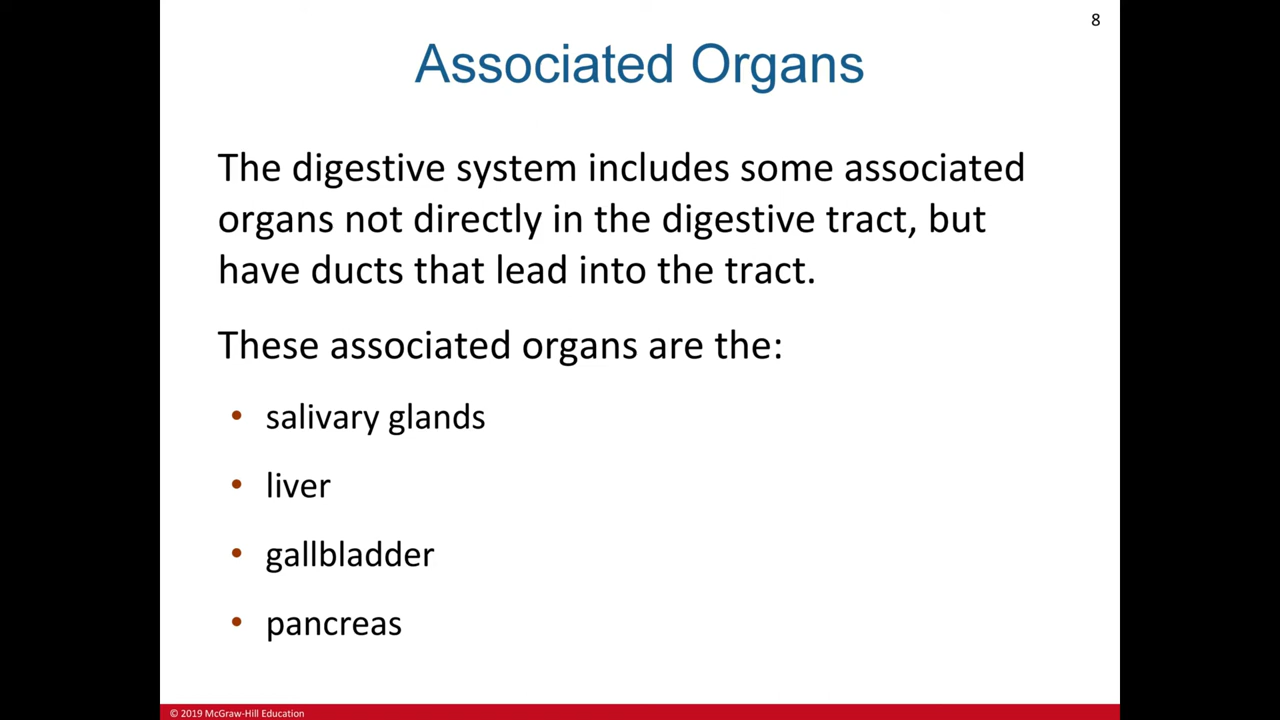 8
Associated Organs
The digestive system includes some associated
organs not directly in the digestive tract, but
have ducts that lead into the tract.
These associated organs are the:
• salivary glands
• liver
• gallbladder
• pancreas
© 2019 McGraw-Hill Education